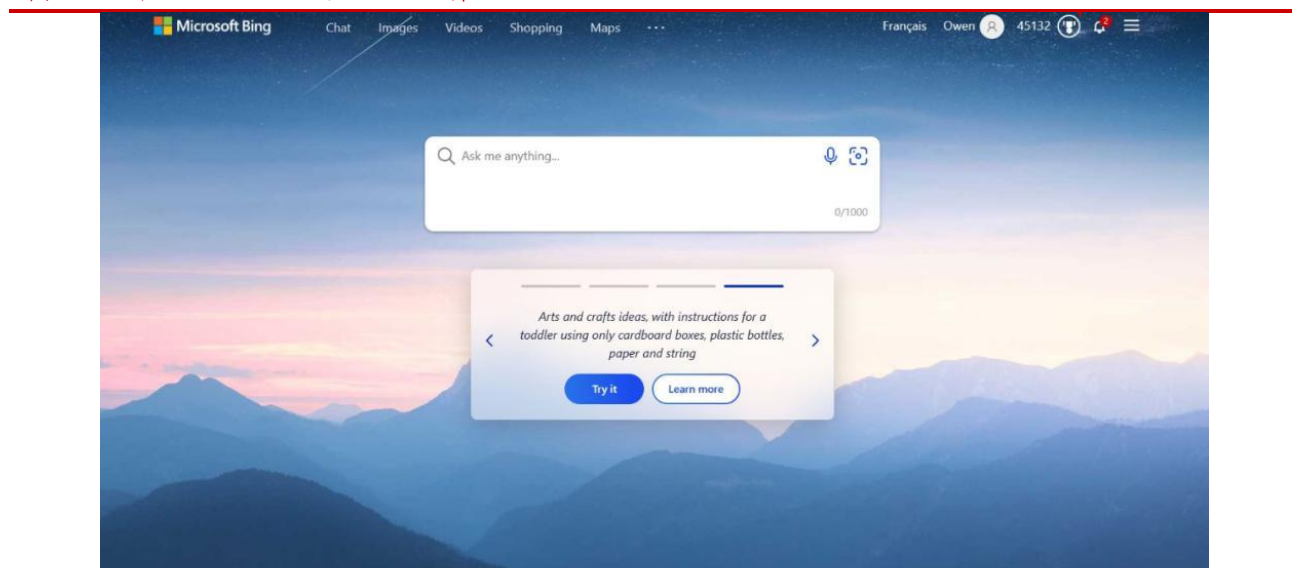 Microsoft Bing Chat Images Videos Shopping Maps ... Français Owen 45132 2
Ask me anything...
0/1000
Arts and crafts ideas, with instructions for a
toddler using only cardboard boxes, plastic bottles,
paper and string
Try it Learn more